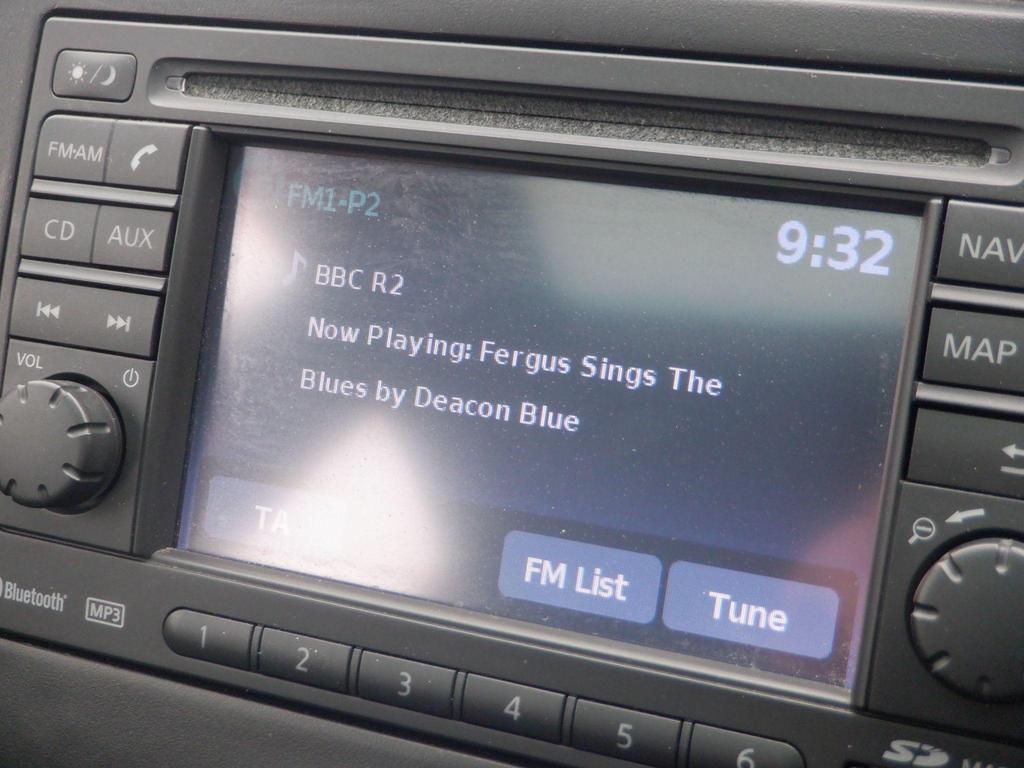 FM·AM
CD
AUX
VOL
FM1-P2
9:32
BBC R2
Now Playing: Fergus Sings The
Blues by Deacon Blue
TA
FM List
Tune
NAV
MAP
Bluetooth
MP3
1
2
3
4
5
6
SD